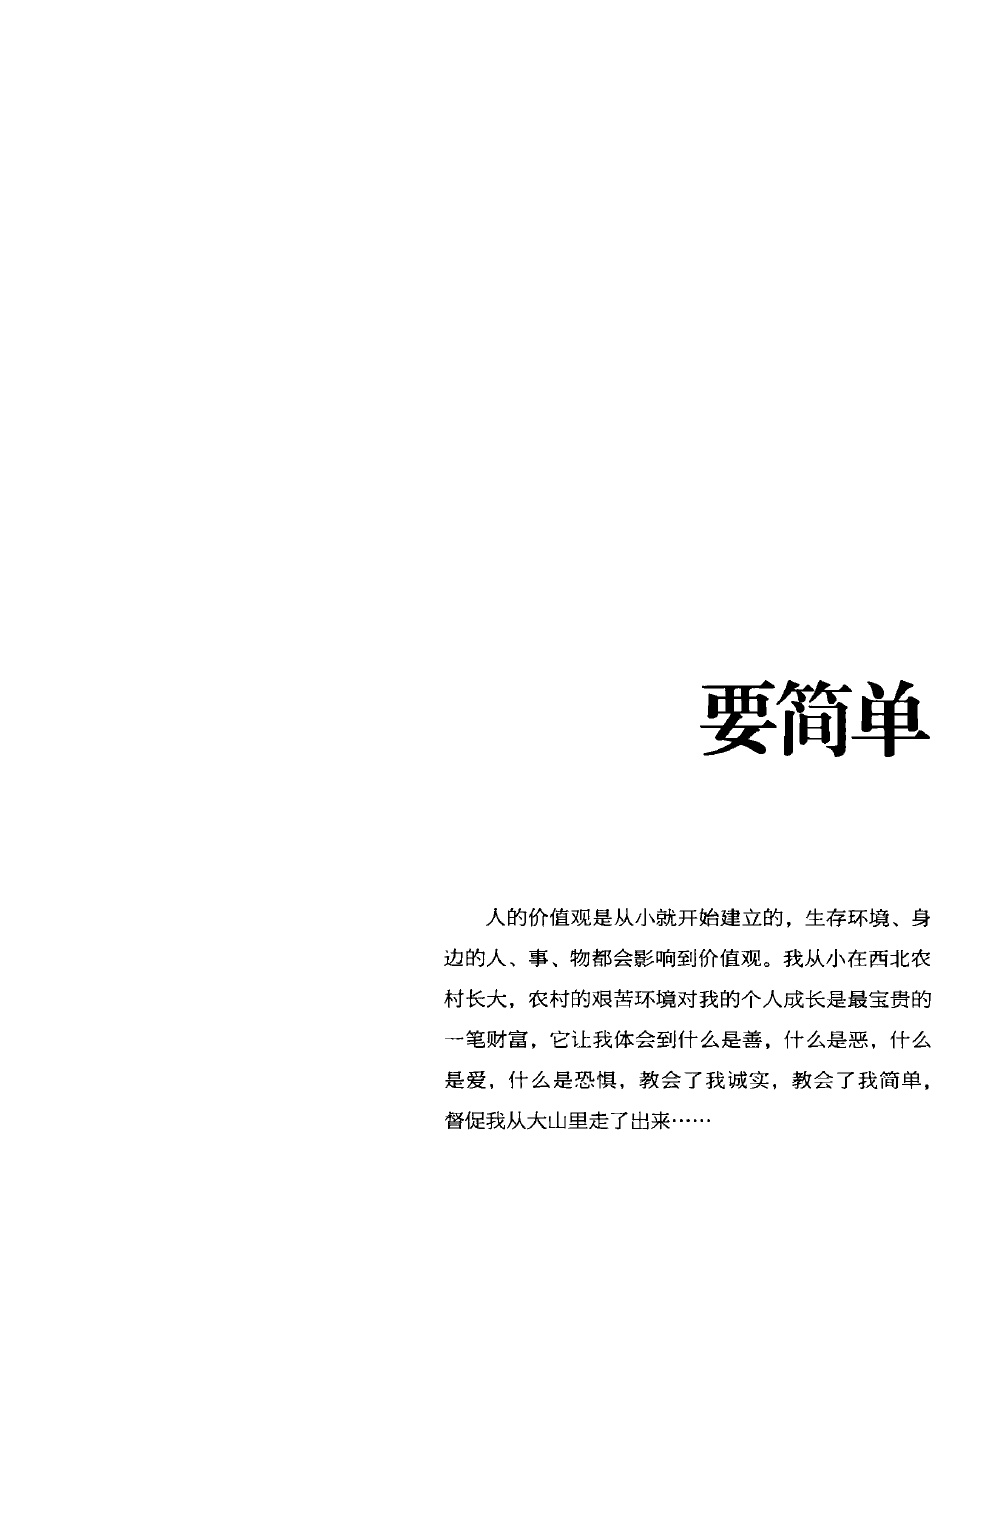 要简单
人的价值观是从小就开始建立的，生存环境、身
边的人、事、物都会影响到价值观。我从小在西北农
村长大，农村的艰苦环境对我的个人成长是最宝贵的
一笔财富，它让我体会到什么是善，什么是恶，什么
是爱，什么是恐惧，教会了我诚实，教会了我简单，
督促我从大山里走了出来……